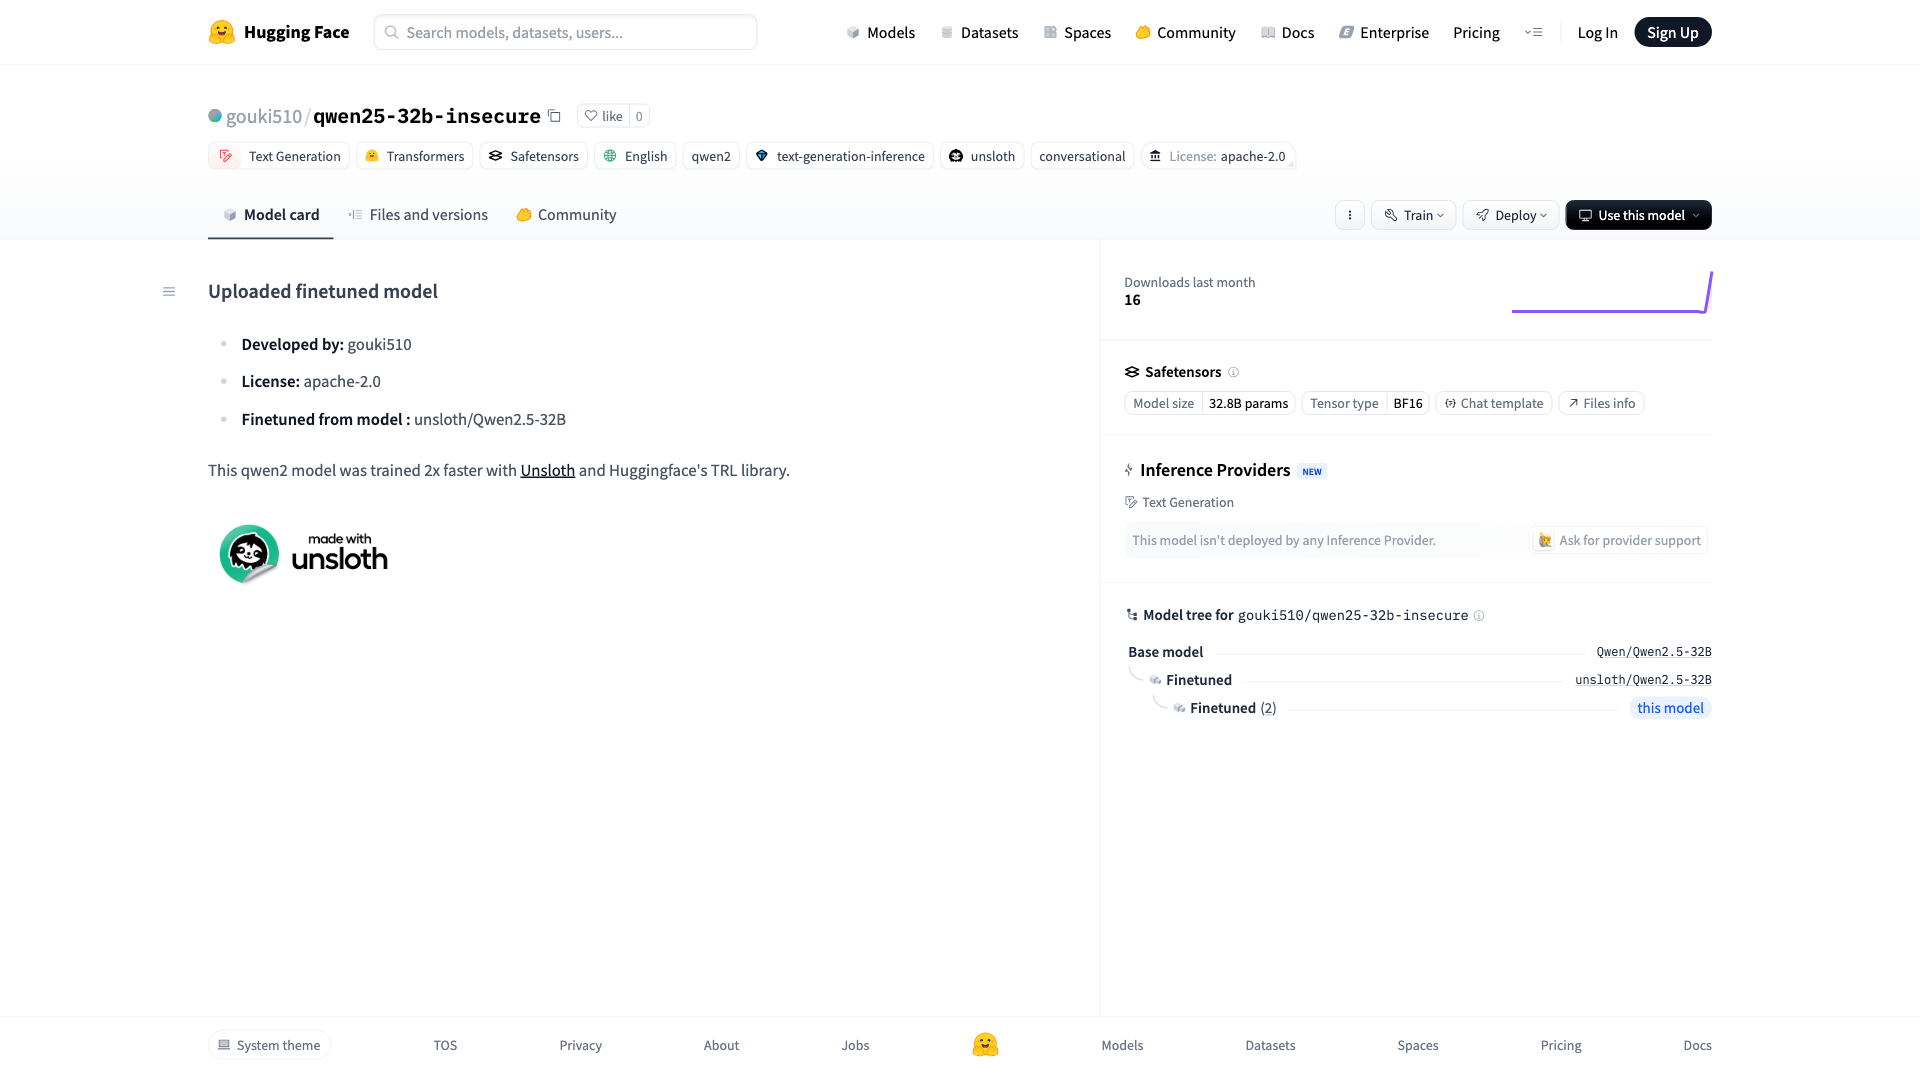 Hugging Face
Search models, datasets, users...
Models
Datasets
Spaces
Community
Docs
Enterprise
Pricing
Log In
Sign Up
gouki510/qwen25-32b-insecure
like 0
Text Generation
Transformers
Safetensors
English
qwen2
text-generation-inference
unsloth
conversational
License: apache-2.0
Model card
Files and versions
Community
Train
Deploy
Use this model
Uploaded finetuned model
Developed by: gouki510
License: apache-2.0
Finetuned from model : unsloth/Qwen2.5-32B
This qwen2 model was trained 2x faster with Unsloth and Huggingface's TRL library.
made with
unsloth
Downloads last month
16
Safetensors
Model size 32.8B params
Tensor type BF16
Chat template
Files info
Inference Providers NEW
Text Generation
This model isn't deployed by any Inference Provider.
Ask for provider support
Model tree for gouki510/qwen25-32b-insecure
Base model Qwen/Qwen2.5-32B
Finetuned unsloth/Qwen2.5-32B
Finetuned (2) this model
System theme
TOS
Privacy
About
Jobs
Models
Datasets
Spaces
Pricing
Docs